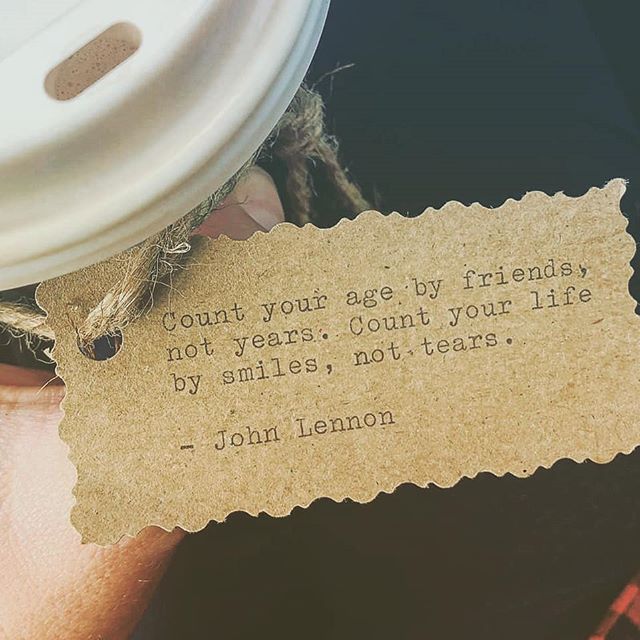 Count your age by friends,
not years. Count your life
by smiles, not tears.
- John Lennon